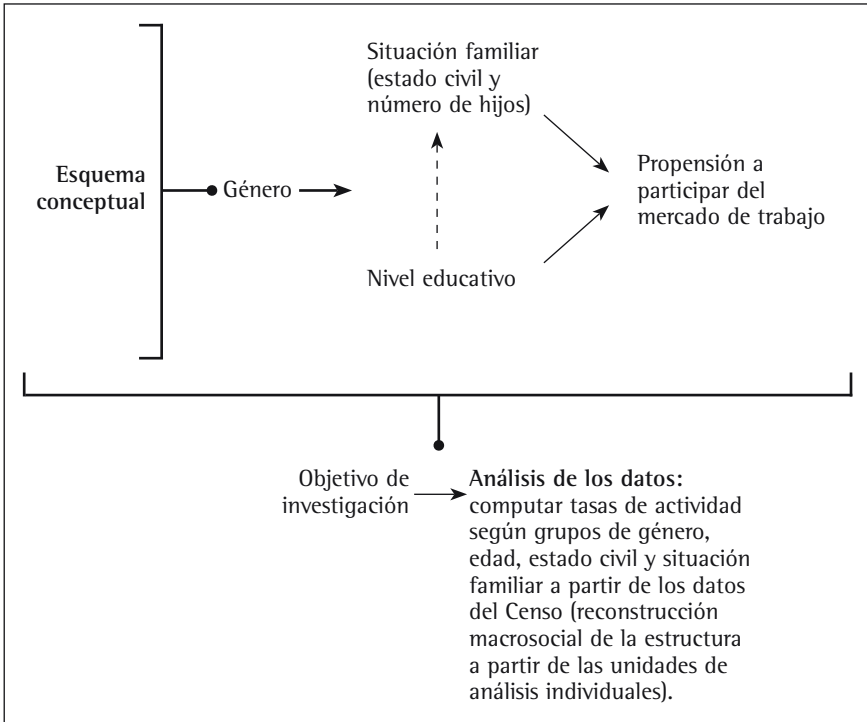 Situación familiar
(estado civil y
número de hijos)
Esquema
conceptual
Género
Propensión a
participar del
mercado de trabajo
Nivel educativo
Objetivo de
investigación
Análisis de los datos:
computar tasas de actividad
según grupos de género,
edad, estado civil y situación
familiar a partir de los datos
del Censo (reconstrucción
macrosocial de la estructura
a partir de las unidades de
análisis individuales).